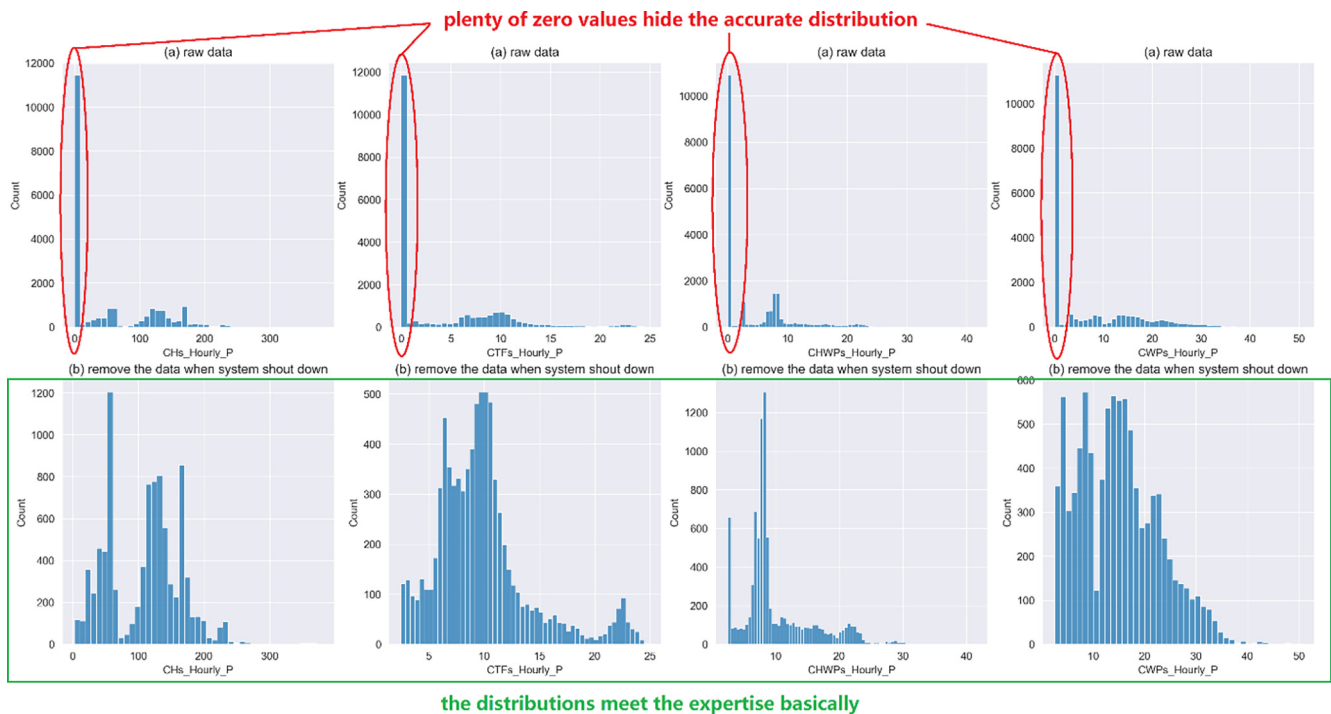 plenty of zero values hide the accurate distribution
(a) raw data
12000
10000
8000
6000
4000
2000
0
Count
0 100 200 300
CHs_Hourly_P
(a) raw data
12000
10000
8000
6000
4000
2000
0
Count
0 5 10 15 20 25
CTFs_Hourly_P
(a) raw data
10000
8000
6000
4000
2000
0
Count
0 10 20 30 40
CHWPs_Hourly_P
(a) raw data
10000
8000
6000
4000
2000
0
Count
0 10 20 30 40 50
CWPs_Hourly_P
(b) remove the data when system shout down
1200
1000
800
600
400
200
0
Count
0 100 200 300
CHs_Hourly_P
(b) remove the data when system shout down
500
400
300
200
100
0
Count
5 10 15 20 25
CTFs_Hourly_P
(b) remove the data when system shout down
1200
1000
800
600
400
200
0
Count
10 20 30 40
CHWPs_Hourly_P
(b) remove the data when system shout down
600
500
400
300
200
100
0
Count
10 20 30 40 50
CWPs_Hourly_P
the distributions meet the expertise basically